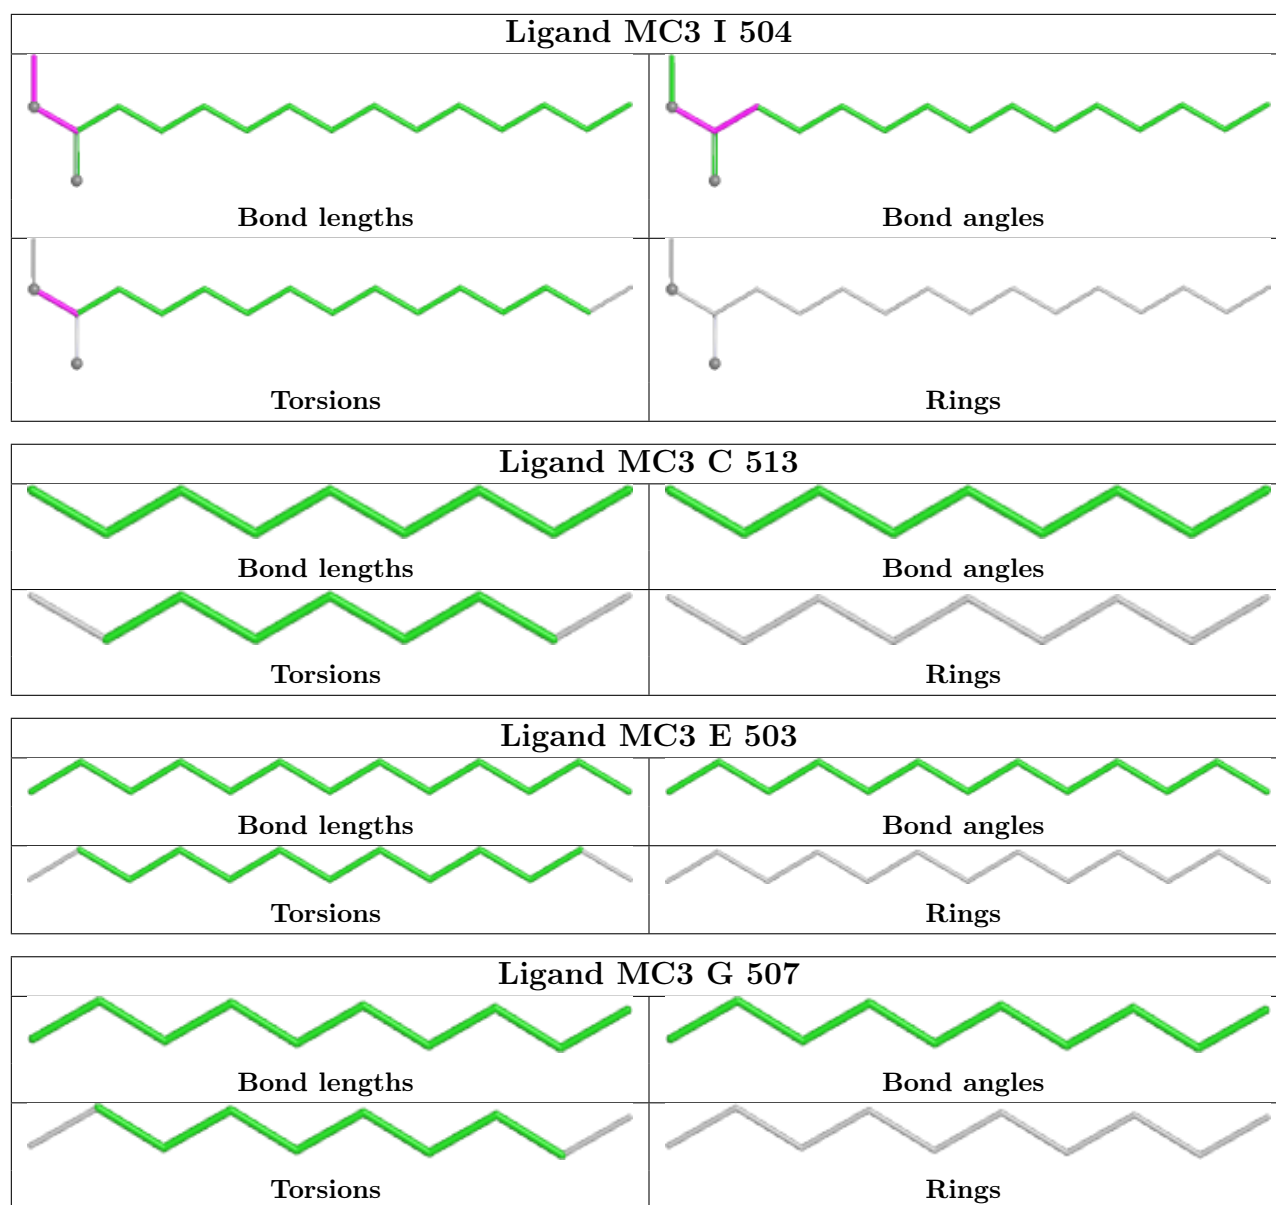 Ligand MC3 I 504
Bond lengths
Bond angles
Torsions
Rings
Ligand MC3 C 513
Bond lengths
Bond angles
Torsions
Rings
Ligand MC3 E 503
Bond lengths
Bond angles
Torsions
Rings
Ligand MC3 G 507
Bond lengths
Bond angles
Torsions
Rings